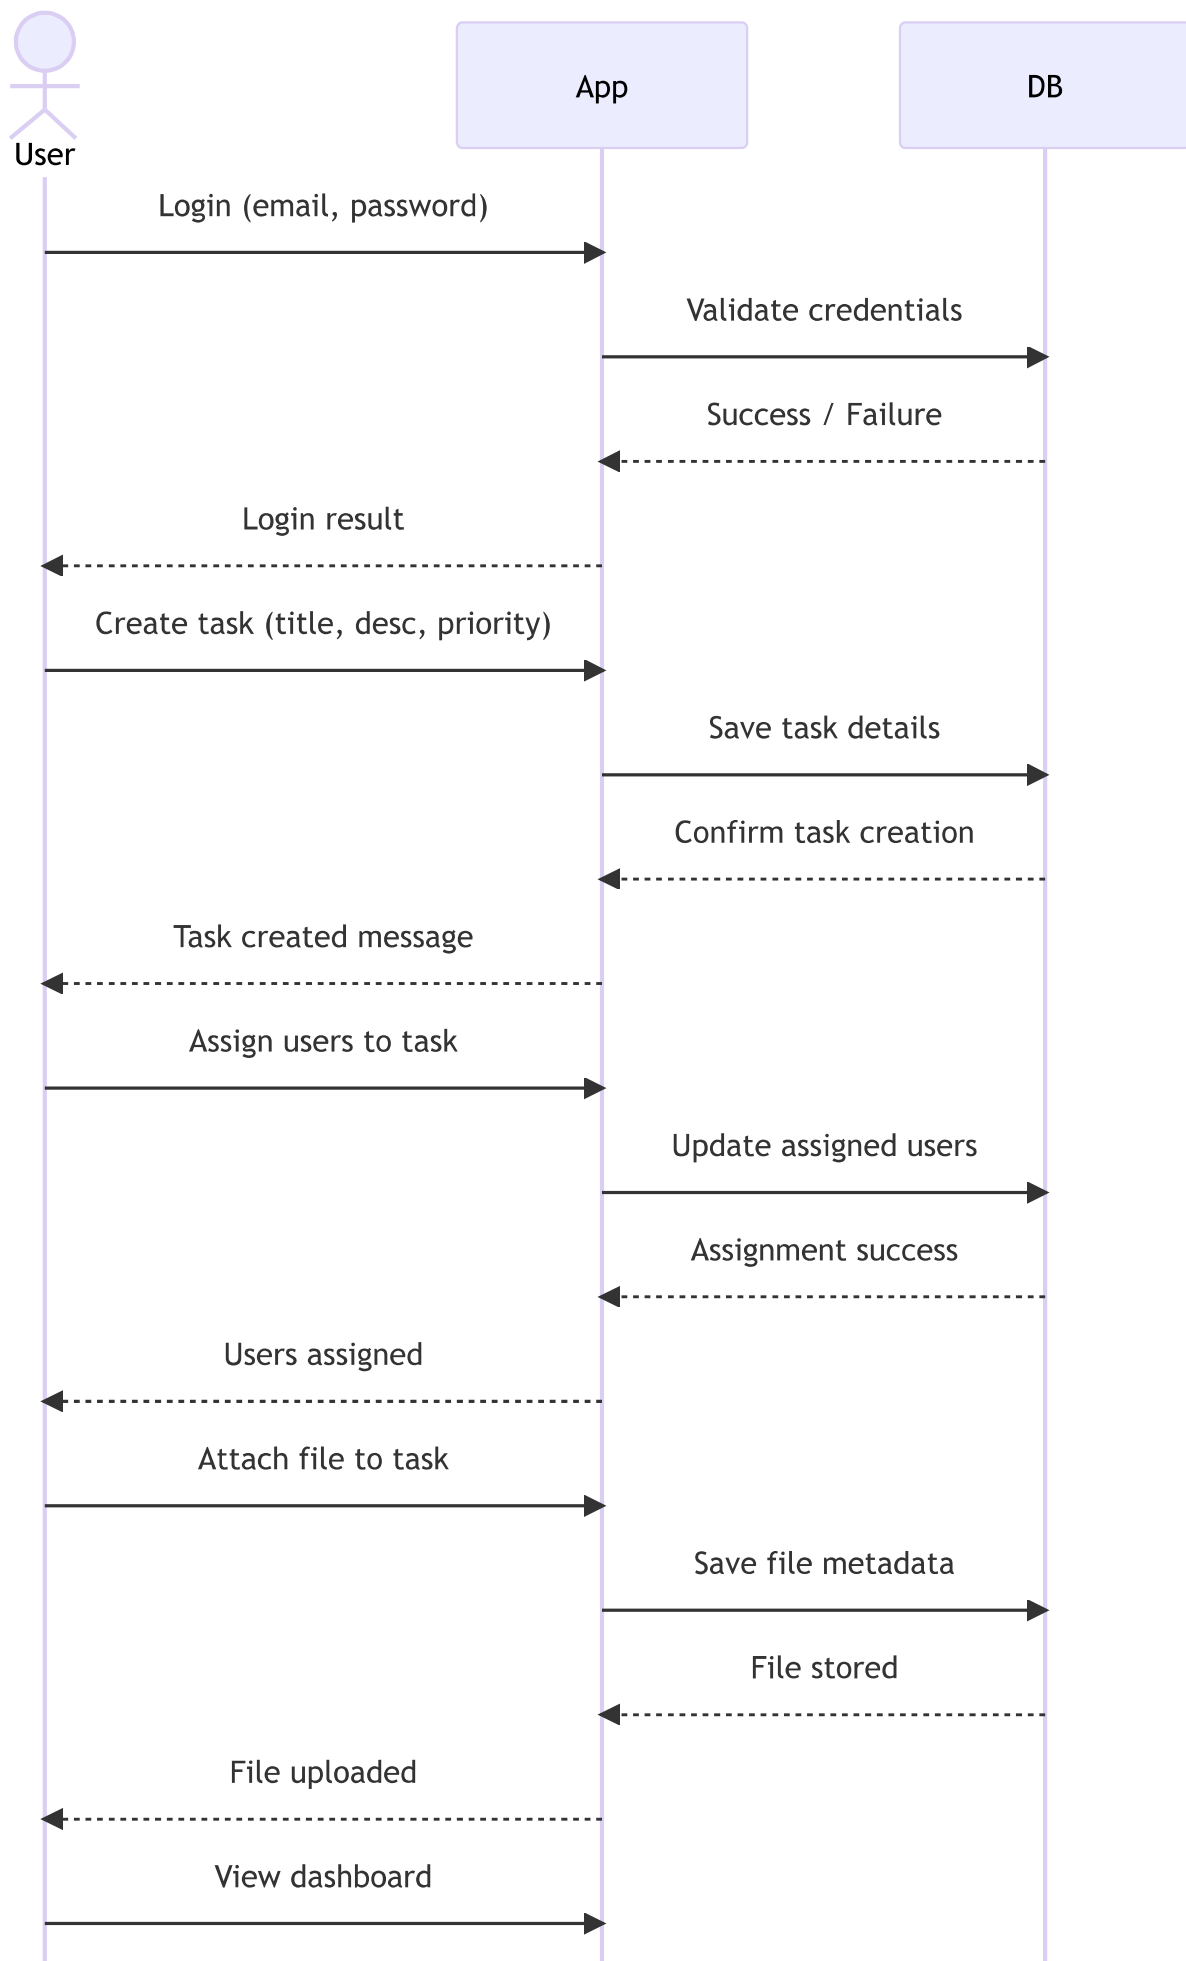 User
App
DB
Login (email, password)
Validate credentials
Success / Failure
Login result
Create task (title, desc, priority)
Save task details
Confirm task creation
Task created message
Assign users to task
Update assigned users
Assignment success
Users assigned
Attach file to task
Save file metadata
File stored
File uploaded
View dashboard